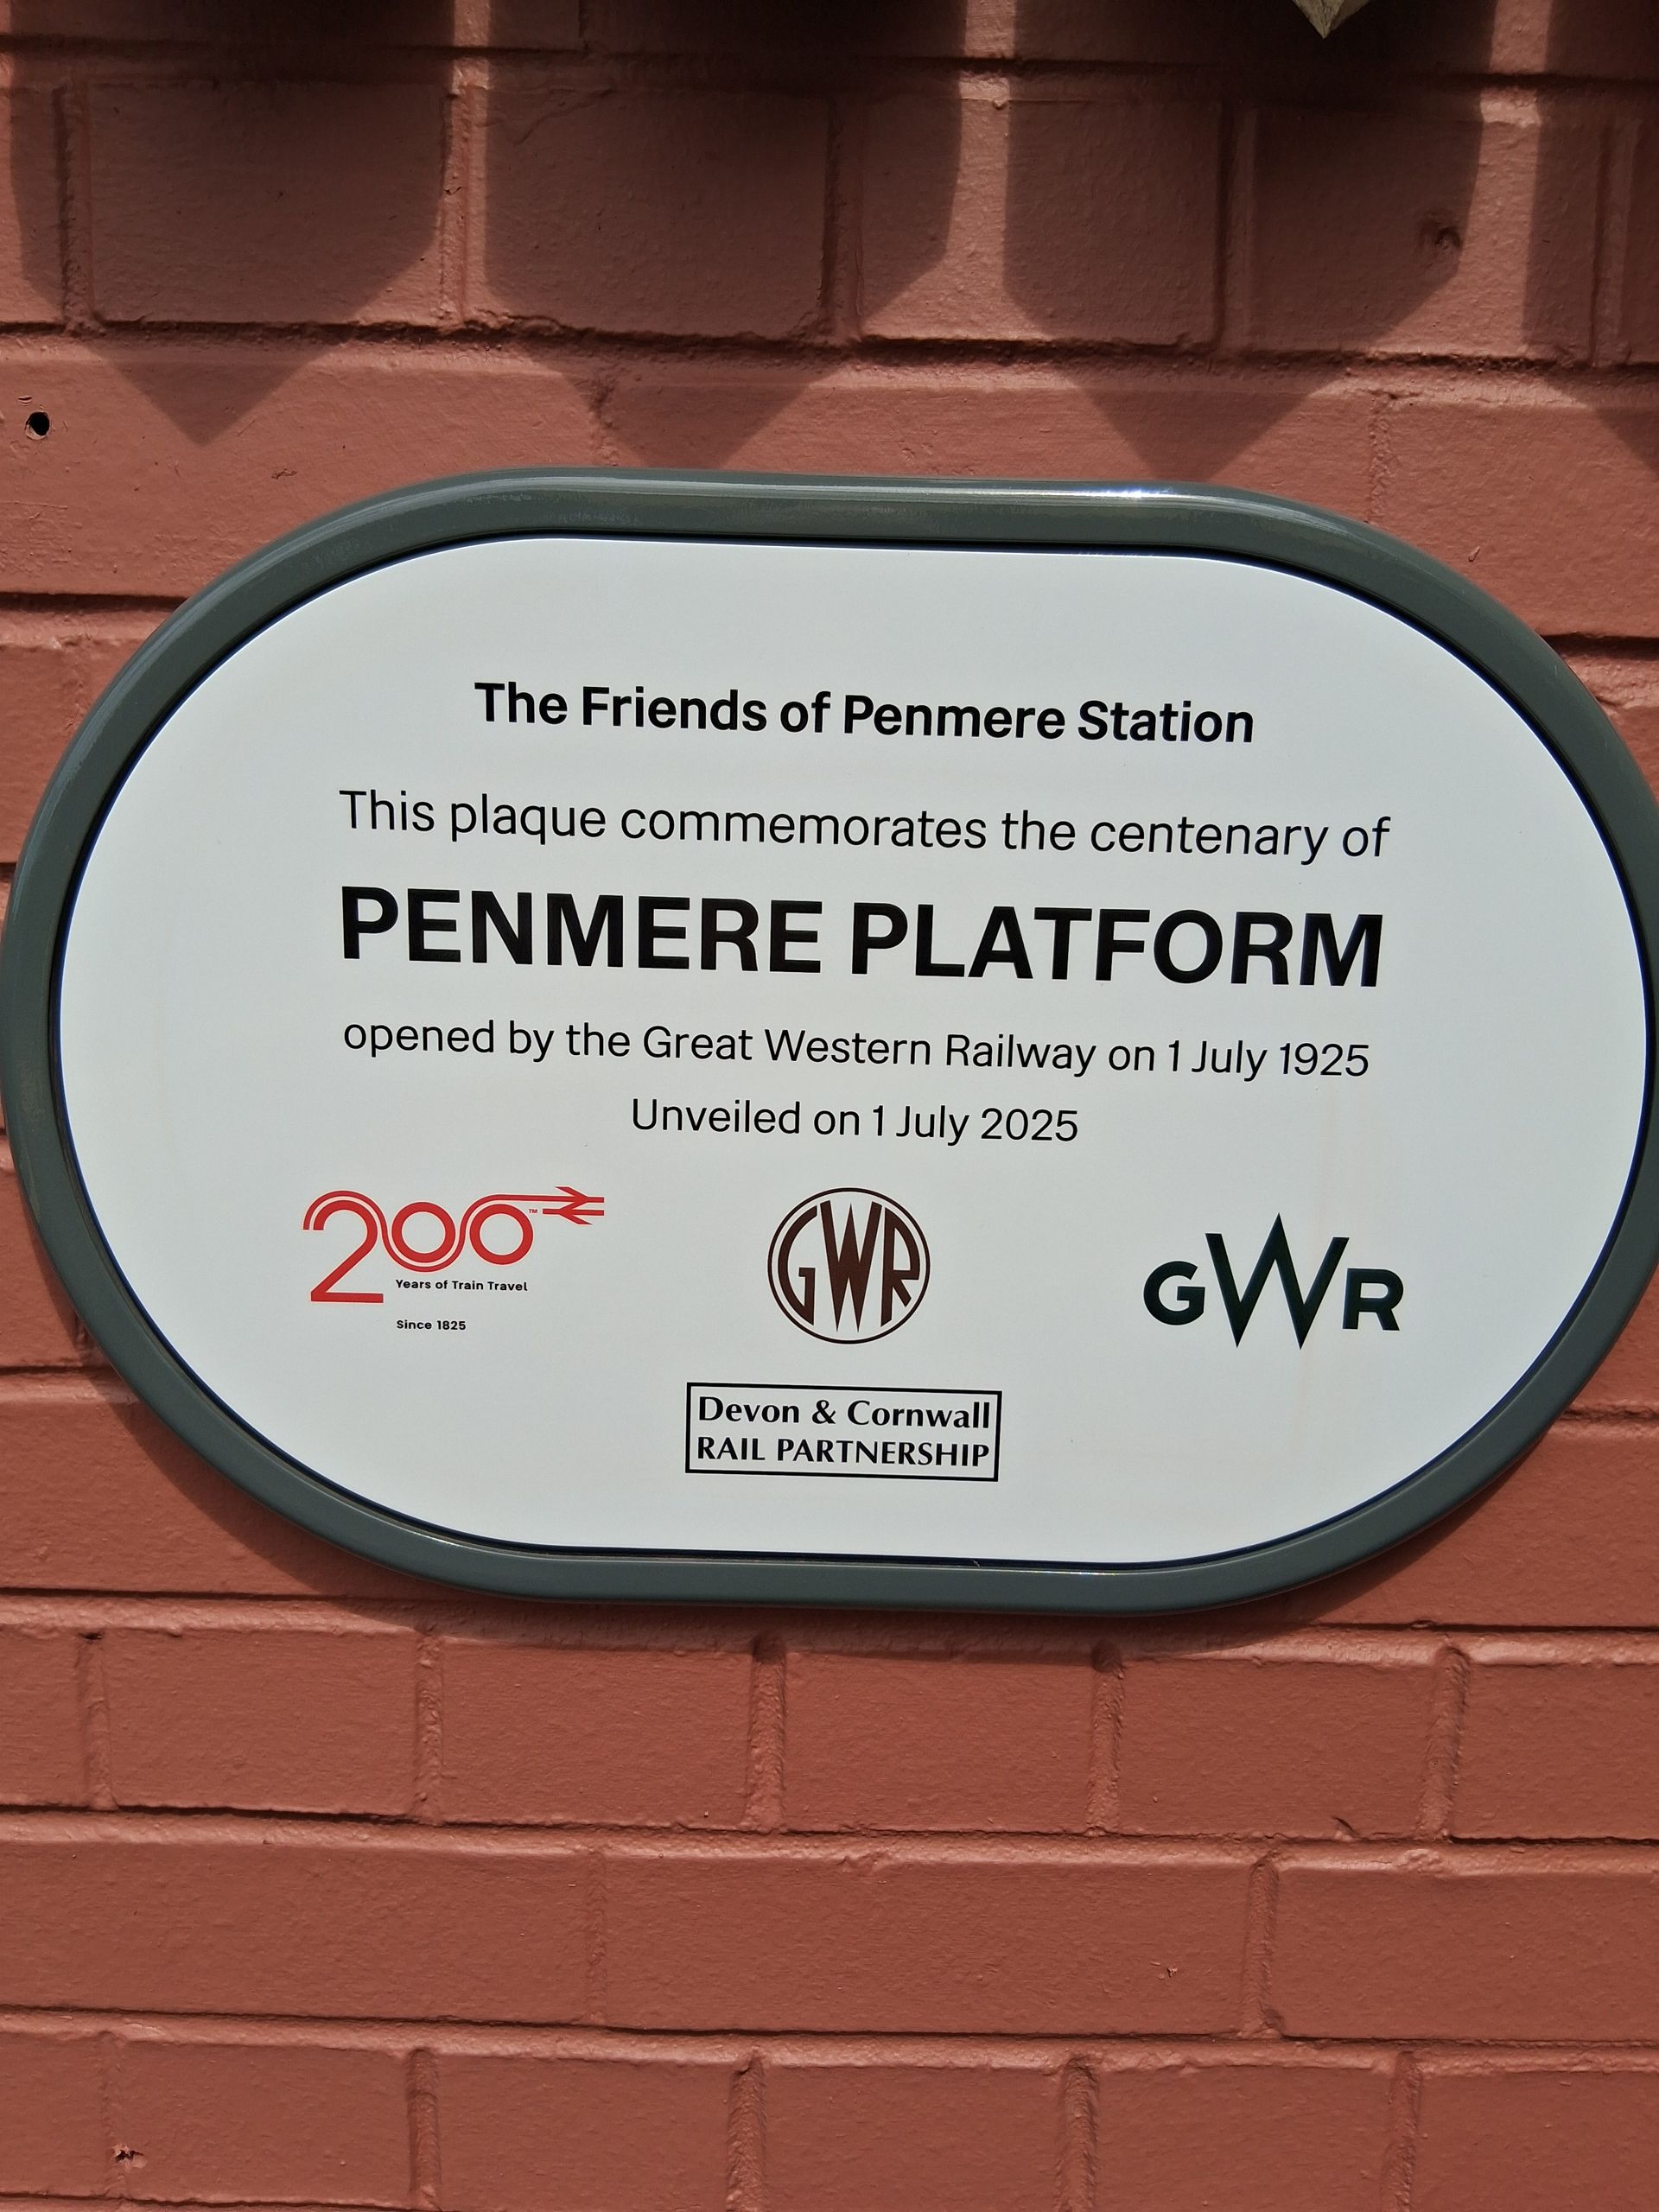 The Friends of Penmere Station
This plaque commemorates the centenary of
PENMERE PLATFORM
opened by the Great Western Railway on 1 July 1925
Unveiled on 1 July 2025
200™
Years of Train Travel
Since 1825
GWR
GWR
Devon & Cornwall
RAIL PARTNERSHIP